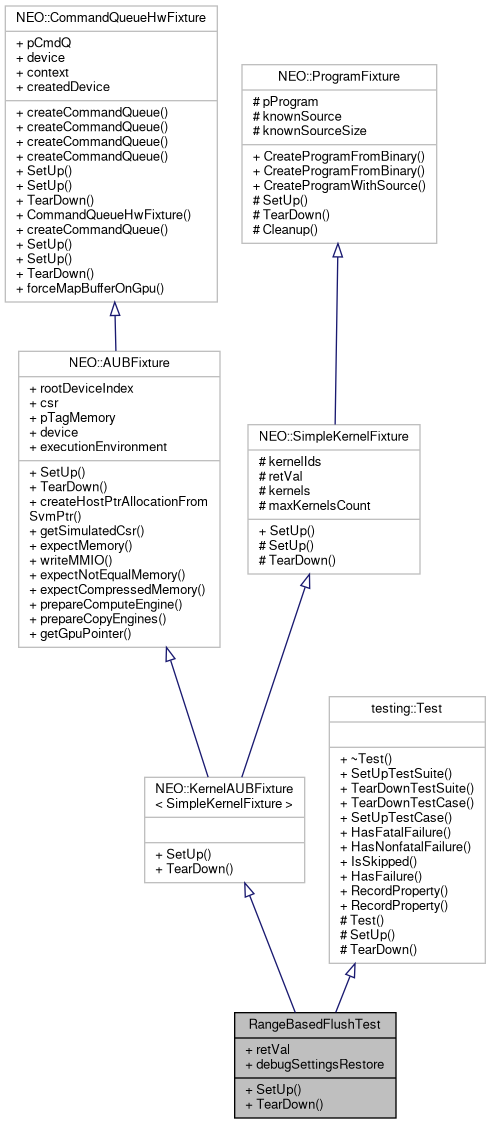 NEO::CommandQueueHwFixture
+ pCmdQ
+ device
+ context
+ createdDevice
+ createCommandQueue()
+ createCommandQueue()
+ createCommandQueue()
+ createCommandQueue()
+ SetUp()
+ SetUp()
+ TearDown()
+ CommandQueueHwFixture()
+ createCommandQueue()
+ SetUp()
+ SetUp()
+ TearDown()
+ forceMapBufferOnGpu()
NEO::ProgramFixture
# pProgram
# knownSource
# knownSourceSize
+ CreateProgramFromBinary()
+ CreateProgramFromBinary()
+ CreateProgramWithSource()
# SetUp()
# TearDown()
# Cleanup()
NEO::AUBFixture
+ rootDeviceIndex
+ csr
+ pTagMemory
+ device
+ executionEnvironment
+ SetUp()
+ TearDown()
+ createHostPtrAllocationFrom
SvmPtr()
+ getSimulatedCsr()
+ expectMemory()
+ writeMMIO()
+ expectNotEqualMemory()
+ expectCompressedMemory()
+ prepareComputeEngine()
+ prepareCopyEngines()
+ getGpuPointer()
NEO::SimpleKernelFixture
# kernelIds
# retVal
# kernels
# maxKernelsCount
+ SetUp()
# SetUp()
# TearDown()
NEO::KernelAUBFixture
< SimpleKernelFixture >
+ SetUp()
+ TearDown()
testing::Test
+ ~Test()
+ SetUpTestSuite()
+ TearDownTestSuite()
+ TearDownTestCase()
+ SetUpTestCase()
+ HasFatalFailure()
+ HasNonfatalFailure()
+ IsSkipped()
+ HasFailure()
+ RecordProperty()
+ RecordProperty()
# Test()
# SetUp()
# TearDown()
RangeBasedFlushTest
+ retVal
+ debugSettingsRestore
+ SetUp()
+ TearDown()